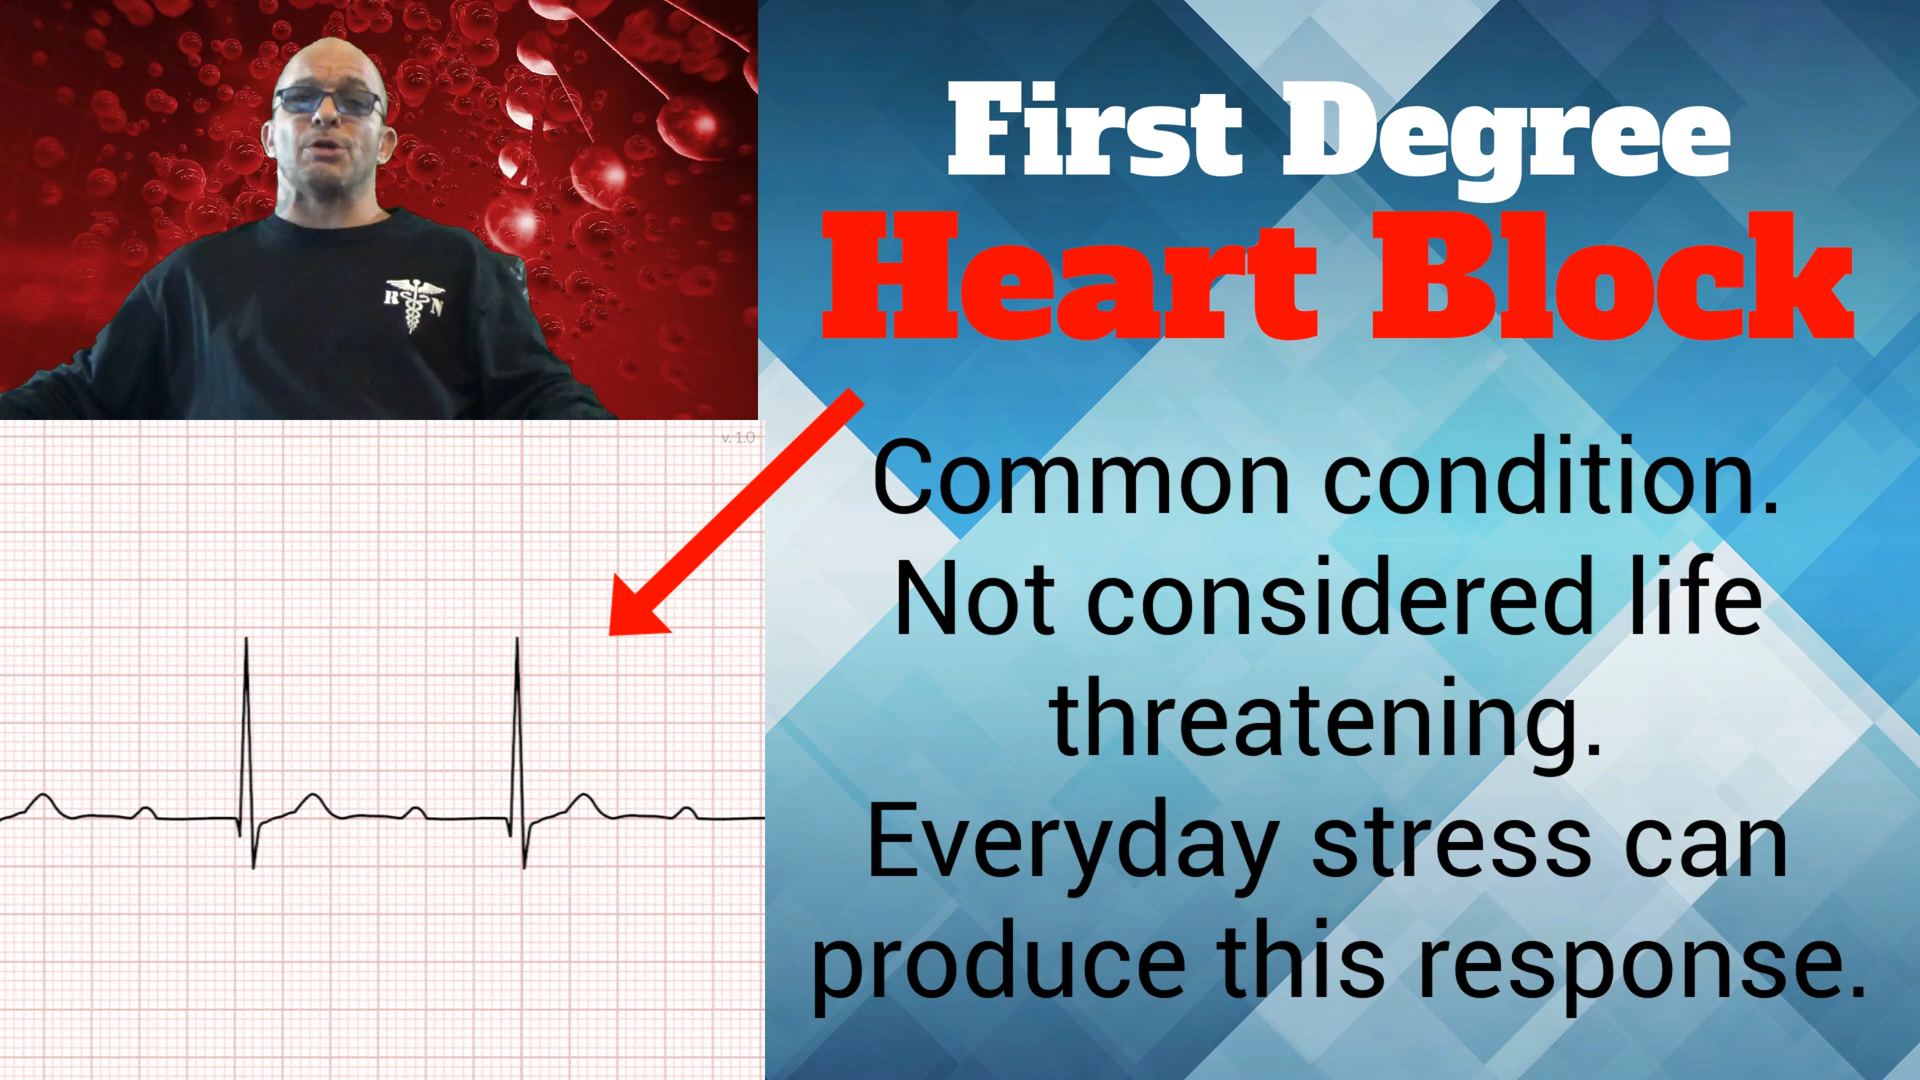 First Degree
Heart Block
R N
v. 1.0
Common condition.
Not considered life
threatening.
Everyday stress can
produce this response.